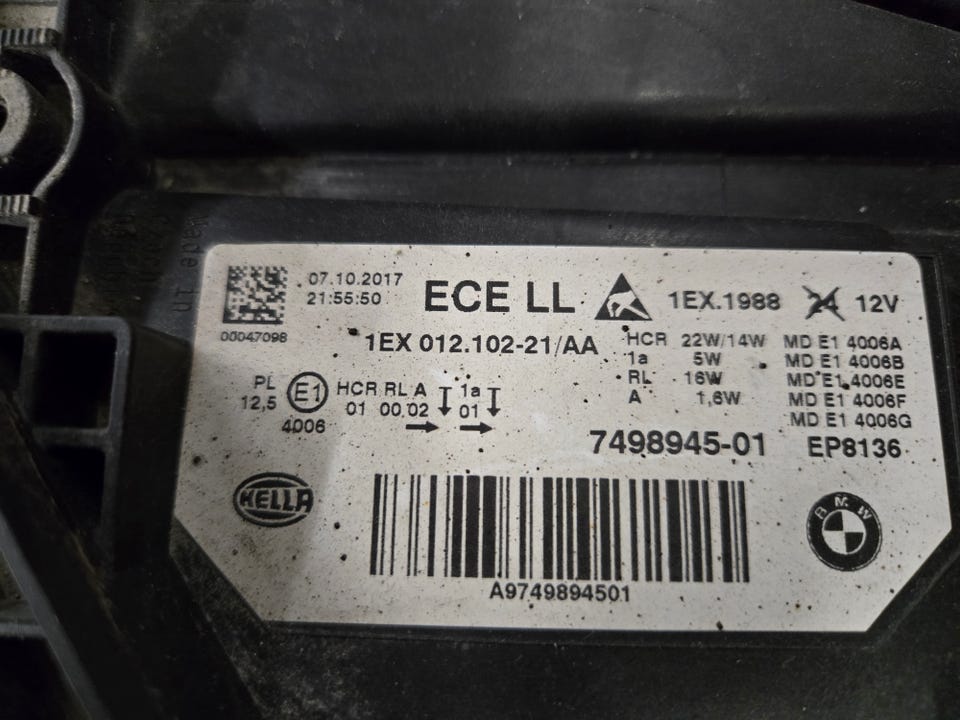 07.10.2017
21:55:50
ECE LL
1EX.1988
24 12V
00047098
1EX 012.102-21/AA
HCR 22W/14W MD E1 4006A
1a 5W MD E1 4006B
RL 16W MD E1 4006E
A 1,6W MD E1 4006F
MD E1 4006G
PL
12,5
E1
4006
HCR RL A 1a
01 00 02 01
7498945-01 EP8136
HELLA
BMW
A9749894501